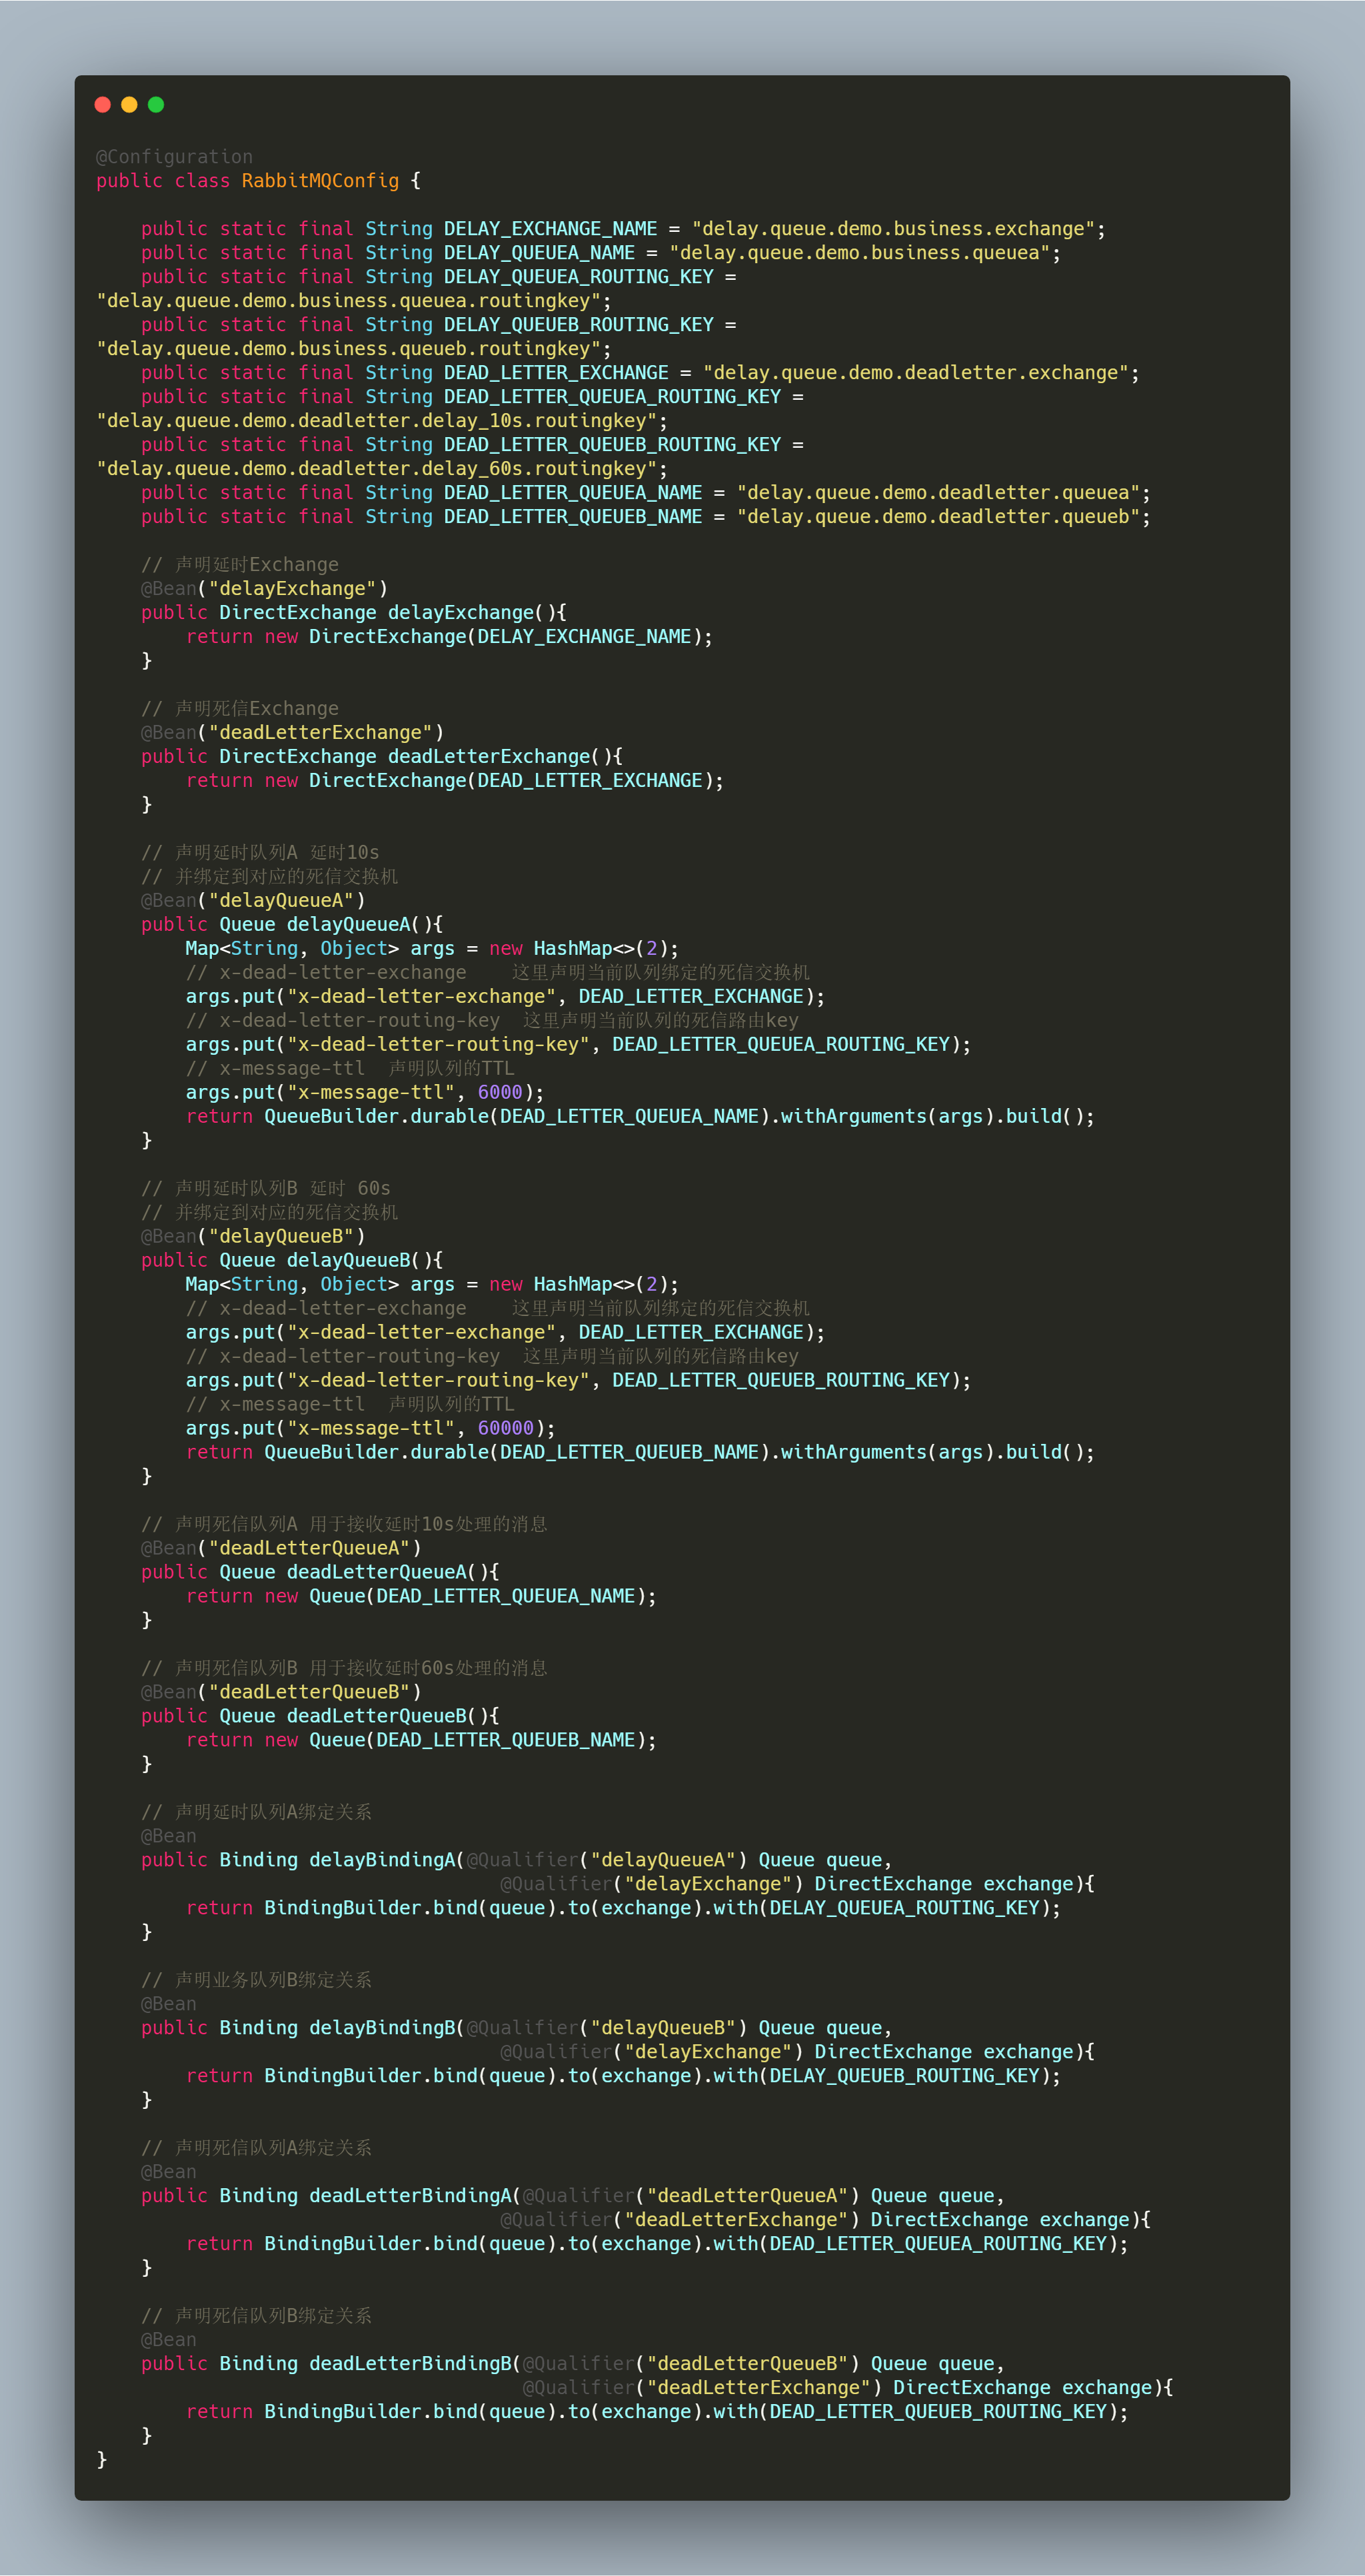 @Configuration
public class RabbitMQConfig {
    public static final String DELAY_EXCHANGE_NAME = "delay.queue.demo.business.exchange";
    public static final String DELAY_QUEUEA_NAME = "delay.queue.demo.business.queuea";
    public static final String DELAY_QUEUEA_ROUTING_KEY =
"delay.queue.demo.business.queuea.routingkey";
    public static final String DELAY_QUEUEB_ROUTING_KEY =
"delay.queue.demo.business.queueb.routingkey";
    public static final String DEAD_LETTER_EXCHANGE = "delay.queue.demo.deadletter.exchange";
    public static final String DEAD_LETTER_QUEUEA_ROUTING_KEY =
"delay.queue.demo.deadletter.delay_10s.routingkey";
    public static final String DEAD_LETTER_QUEUEB_ROUTING_KEY =
"delay.queue.demo.deadletter.delay_60s.routingkey";
    public static final String DEAD_LETTER_QUEUEA_NAME = "delay.queue.demo.deadletter.queuea";
    public static final String DEAD_LETTER_QUEUEB_NAME = "delay.queue.demo.deadletter.queueb";
    // 声明延时Exchange
    @Bean("delayExchange")
    public DirectExchange delayExchange(){
        return new DirectExchange(DELAY_EXCHANGE_NAME);
    }
    // 声明死信Exchange
    @Bean("deadLetterExchange")
    public DirectExchange deadLetterExchange(){
        return new DirectExchange(DEAD_LETTER_EXCHANGE);
    }
    // 声明延时队列A 延时10s
    // 并绑定到对应的死信交换机
    @Bean("delayQueueA")
    public Queue delayQueueA(){
        Map<String, Object> args = new HashMap<>(2);
        // x-dead-letter-exchange    这里声明当前队列绑定的死信交换机
        args.put("x-dead-letter-exchange", DEAD_LETTER_EXCHANGE);
        // x-dead-letter-routing-key  这里声明当前队列的死信路由key
        args.put("x-dead-letter-routing-key", DEAD_LETTER_QUEUEA_ROUTING_KEY);
        // x-message-ttl  声明队列的TTL
        args.put("x-message-ttl", 6000);
        return QueueBuilder.durable(DEAD_LETTER_QUEUEA_NAME).withArguments(args).build();
    }
    // 声明延时队列B 延时 60s
    // 并绑定到对应的死信交换机
    @Bean("delayQueueB")
    public Queue delayQueueB(){
        Map<String, Object> args = new HashMap<>(2);
        // x-dead-letter-exchange    这里声明当前队列绑定的死信交换机
        args.put("x-dead-letter-exchange", DEAD_LETTER_EXCHANGE);
        // x-dead-letter-routing-key  这里声明当前队列的死信路由key
        args.put("x-dead-letter-routing-key", DEAD_LETTER_QUEUEB_ROUTING_KEY);
        // x-message-ttl  声明队列的TTL
        args.put("x-message-ttl", 60000);
        return QueueBuilder.durable(DEAD_LETTER_QUEUEB_NAME).withArguments(args).build();
    }
    // 声明死信队列A 用于接收延时10s处理的消息
    @Bean("deadLetterQueueA")
    public Queue deadLetterQueueA(){
        return new Queue(DEAD_LETTER_QUEUEA_NAME);
    }
    // 声明死信队列B 用于接收延时60s处理的消息
    @Bean("deadLetterQueueB")
    public Queue deadLetterQueueB(){
        return new Queue(DEAD_LETTER_QUEUEB_NAME);
    }
    // 声明延时队列A绑定关系
    @Bean
    public Binding delayBindingA(@Qualifier("delayQueueA") Queue queue,
                                    @Qualifier("delayExchange") DirectExchange exchange){
        return BindingBuilder.bind(queue).to(exchange).with(DELAY_QUEUEA_ROUTING_KEY);
    }
    // 声明业务队列B绑定关系
    @Bean
    public Binding delayBindingB(@Qualifier("delayQueueB") Queue queue,
                                    @Qualifier("delayExchange") DirectExchange exchange){
        return BindingBuilder.bind(queue).to(exchange).with(DELAY_QUEUEB_ROUTING_KEY);
    }
    // 声明死信队列A绑定关系
    @Bean
    public Binding deadLetterBindingA(@Qualifier("deadLetterQueueA") Queue queue,
                                    @Qualifier("deadLetterExchange") DirectExchange exchange){
        return BindingBuilder.bind(queue).to(exchange).with(DEAD_LETTER_QUEUEA_ROUTING_KEY);
    }
    // 声明死信队列B绑定关系
    @Bean
    public Binding deadLetterBindingB(@Qualifier("deadLetterQueueB") Queue queue,
                                      @Qualifier("deadLetterExchange") DirectExchange exchange){
        return BindingBuilder.bind(queue).to(exchange).with(DEAD_LETTER_QUEUEB_ROUTING_KEY);
    }
}